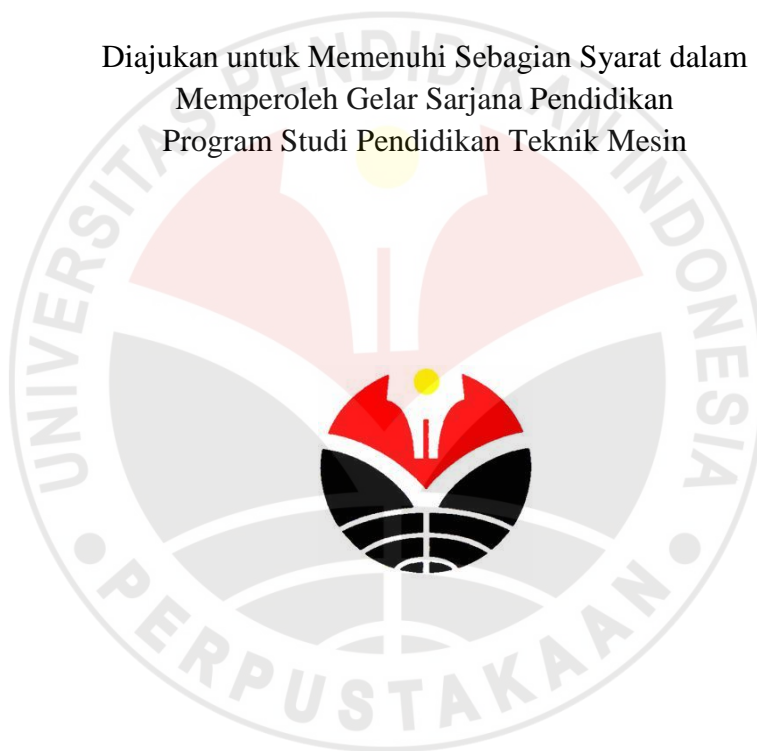 Diajukan untuk Memenuhi Sebagian Syarat dalam
Memperoleh Gelar Sarjana Pendidikan
Program Studi Pendidikan Teknik Mesin
UNIVERSITAS PENDIDIKAN INDONESIA
PERPUSTAKAAN